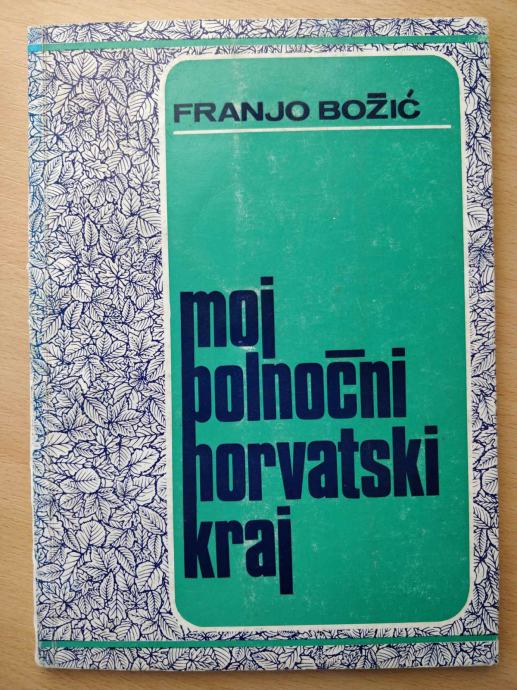 FRANJO BOŽIĆ
moj
polnočni
horvatski
kraj